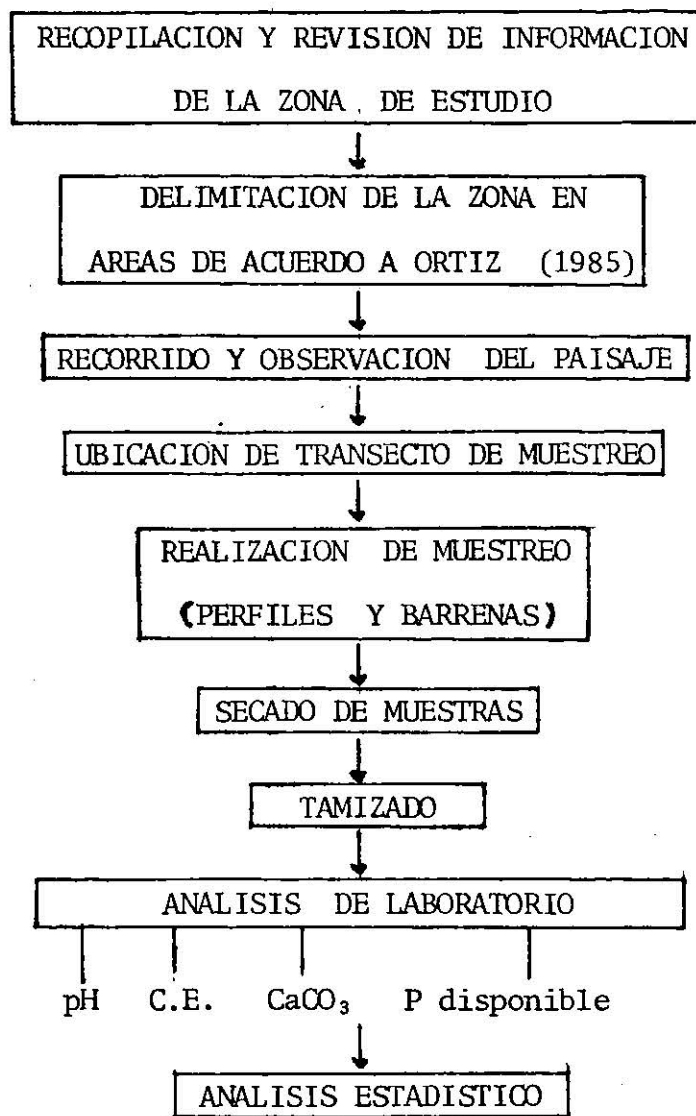 RECOPILACION Y REVISION DE INFORMACION
DE LA ZONA DE ESTUDIO
DELIMITACION DE LA ZONA EN
AREAS DE ACUERDO A ORTIZ (1985)
RECORRIDO Y OBSERVACION DEL PAISAJE
UBICACION DE TRANSECTO DE MUESTREO
REALIZACION DE MUESTREO
(PERFILES Y BARRENAS)
SECADO DE MUESTRAS
TAMIZADO
ANALISIS DE LABORATORIO
pH C.E. CaCO₃ P disponible
ANALISIS ESTADISTICO